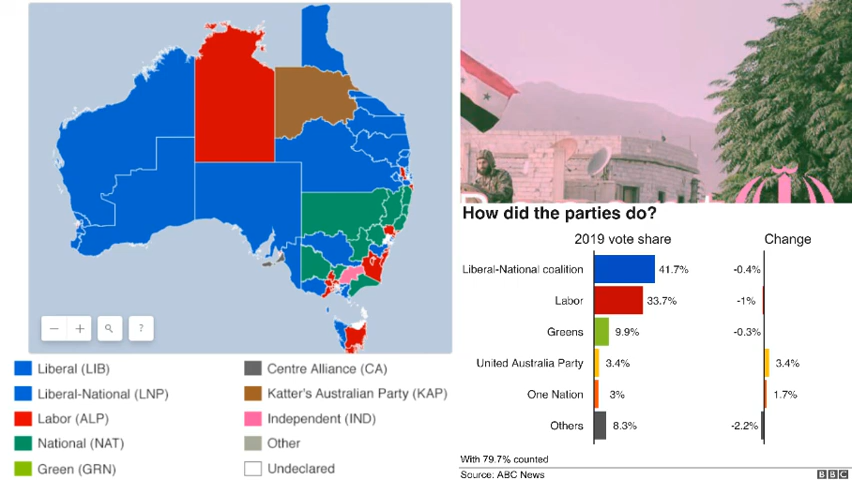 Liberal (LIB)
Liberal-National (LNP)
Labor (ALP)
National (NAT)
Green (GRN)
Centre Alliance (CA)
Katter's Australian Party (KAP)
Independent (IND)
Other
Undeclared
?
How did the parties do?
2019 vote share Change
Liberal-National coalition 41.7% -0.4%
Labor 33.7% -1%
Greens 9.9% -0.3%
United Australia Party 3.4% 3.4%
One Nation 3% 1.7%
Others 8.3% -2.2%
With 79.7% counted
Source: ABC News BBC